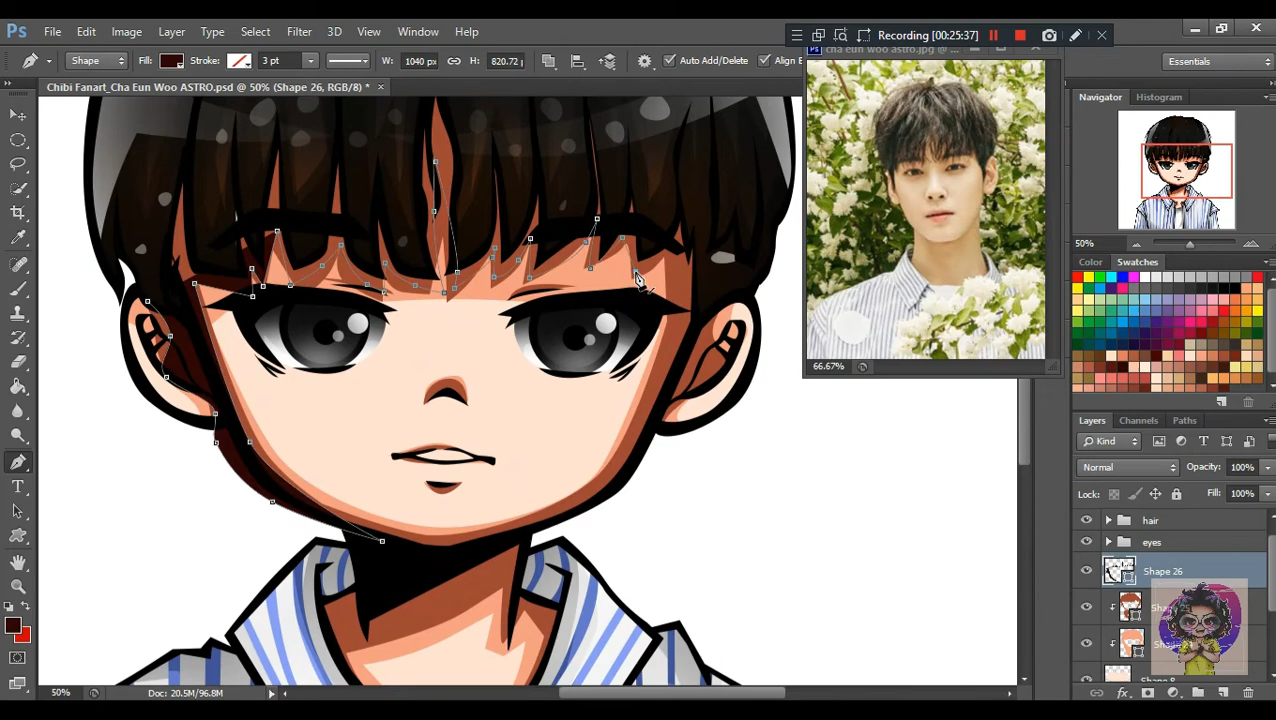 Ps File Edit Image Layer Type Select Filter 3D View Window Help
Recording [00:25:37]
Shape Fill: Stroke: 3 pt W: 1040 px H: 820.72 Auto Add/Delete Align
Essentials
cha eun woo astro.jpg @ ...
Chibi Fanart_Cha Eun Woo ASTRO.psd @ 50% (Shape 26, RGB/8) *
Navigator Histogram
50%
Color Swatches
66.67%
Layers Channels Paths
Kind
Normal Opacity: 100%
Lock: Fill: 100%
hair
eyes
Shape 26
Shape 8
50% Doc: 20.5M/96.8M